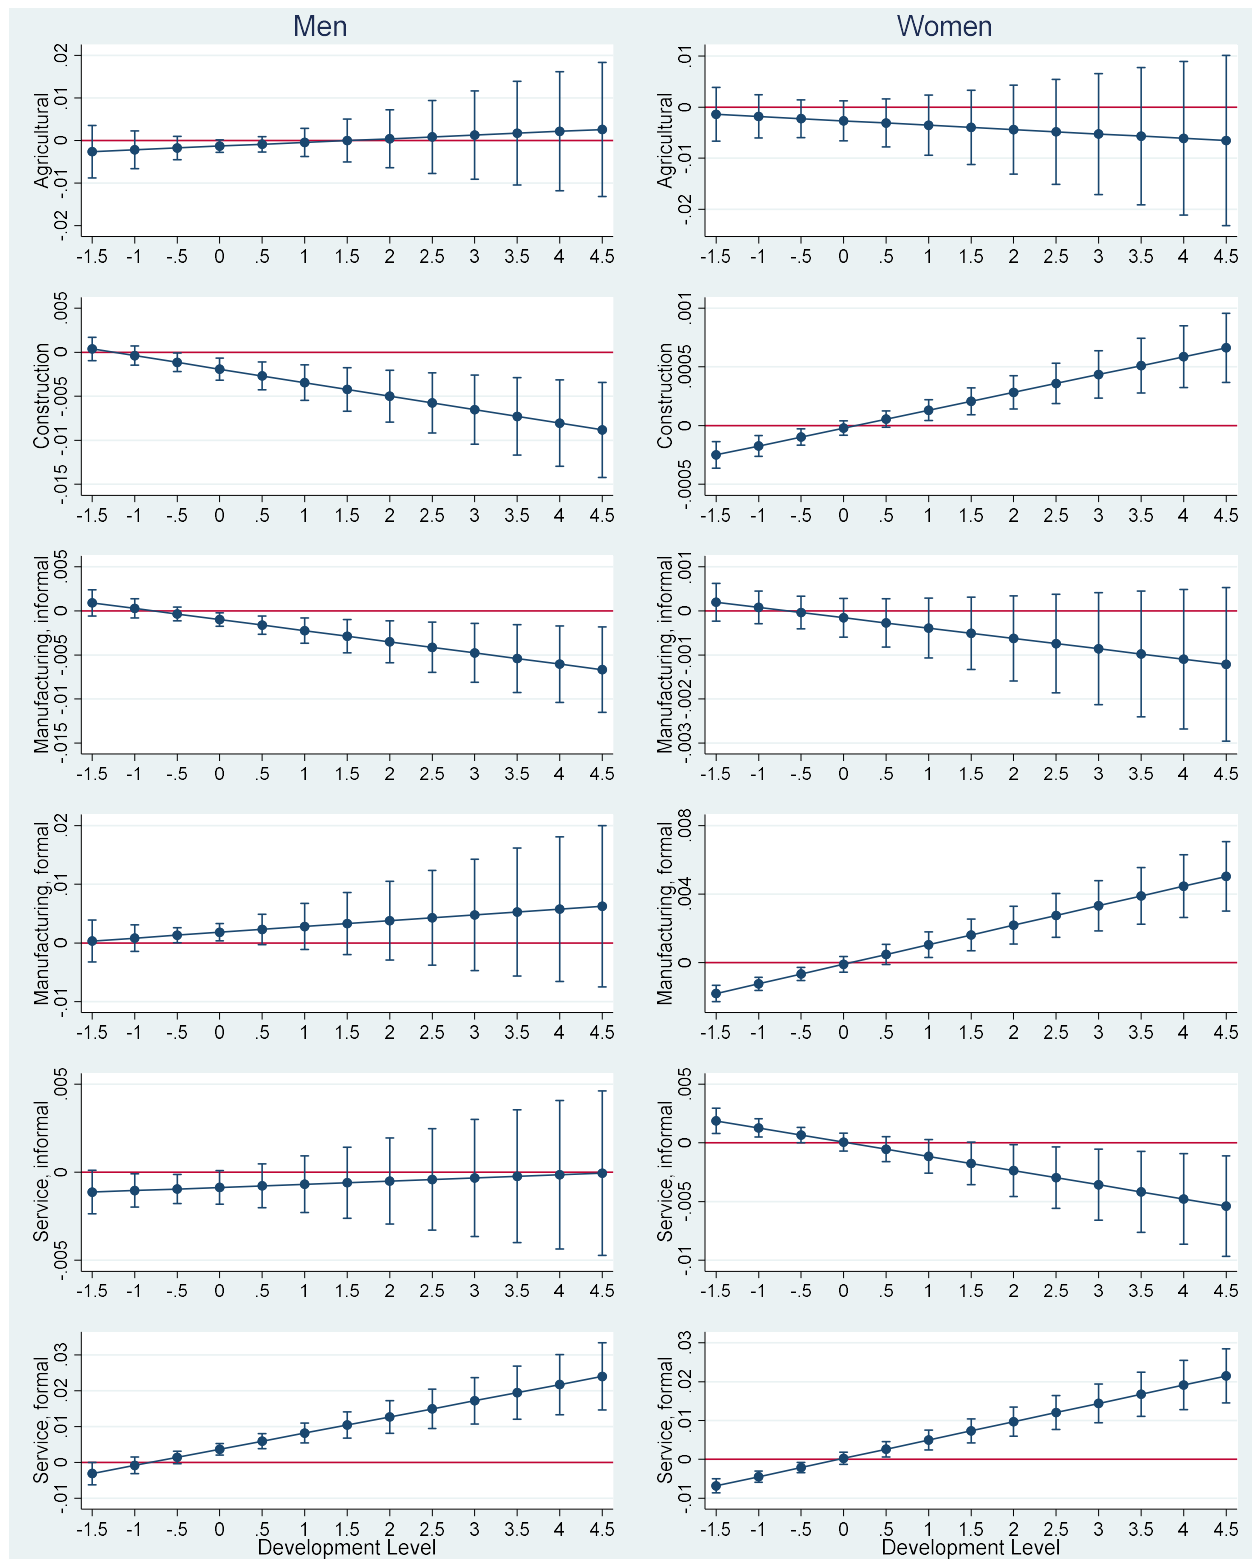 Men
Women
Agricultural
.02
.01
0
-.01
-.02
-1.5 -1 -.5 0 .5 1 1.5 2 2.5 3 3.5 4 4.5
Agricultural
.01
0
-.01
-.02
-1.5 -1 -.5 0 .5 1 1.5 2 2.5 3 3.5 4 4.5
Construction
.005
0
-.005
-.01
-.015
-1.5 -1 -.5 0 .5 1 1.5 2 2.5 3 3.5 4 4.5
Construction
.001
.0005
0
-.0005
-1.5 -1 -.5 0 .5 1 1.5 2 2.5 3 3.5 4 4.5
Manufacturing, informal
.005
0
-.005
-.01
-.015
-1.5 -1 -.5 0 .5 1 1.5 2 2.5 3 3.5 4 4.5
Manufacturing, informal
.001
0
-.001
-.002
-.003
-1.5 -1 -.5 0 .5 1 1.5 2 2.5 3 3.5 4 4.5
Manufacturing, formal
.02
.01
0
-.01
-1.5 -1 -.5 0 .5 1 1.5 2 2.5 3 3.5 4 4.5
Manufacturing, formal
.008
.004
0
-1.5 -1 -.5 0 .5 1 1.5 2 2.5 3 3.5 4 4.5
Service, informal
.005
0
-.005
-1.5 -1 -.5 0 .5 1 1.5 2 2.5 3 3.5 4 4.5
Service, informal
.005
0
-.005
-.01
-1.5 -1 -.5 0 .5 1 1.5 2 2.5 3 3.5 4 4.5
Service, formal
.03
.02
.01
0
-.01
-1.5 -1 -.5 0 .5 1 1.5 2 2.5 3 3.5 4 4.5
Development Level
Service, formal
.03
.02
.01
0
-.01
-1.5 -1 -.5 0 .5 1 1.5 2 2.5 3 3.5 4 4.5
Development Level